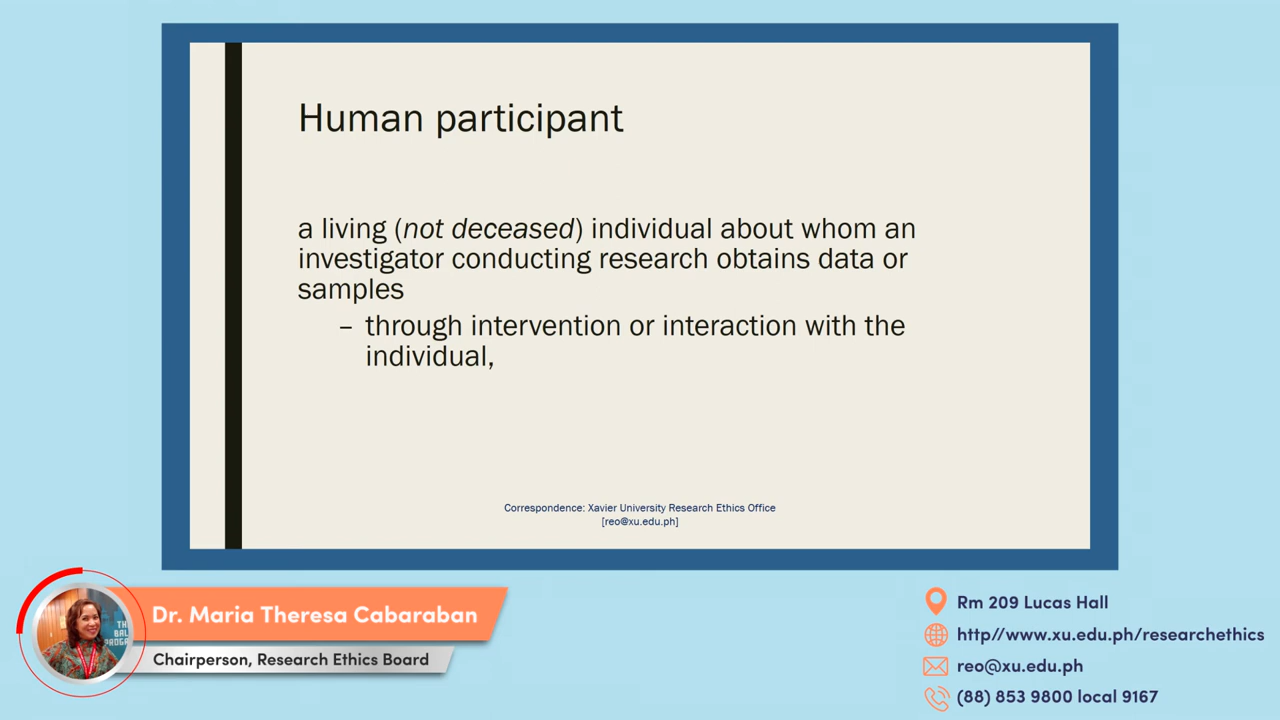 Human participant
a living (not deceased) individual about whom an
investigator conducting research obtains data or
samples
– through intervention or interaction with the
individual,
Correspondence: Xavier University Research Ethics Office
[reo@xu.edu.ph]
Dr. Maria Theresa Cabaraban
Chairperson, Research Ethics Board
Rm 209 Lucas Hall
http//www.xu.edu.ph/researchethics
reo@xu.edu.ph
(88) 853 9800 local 9167